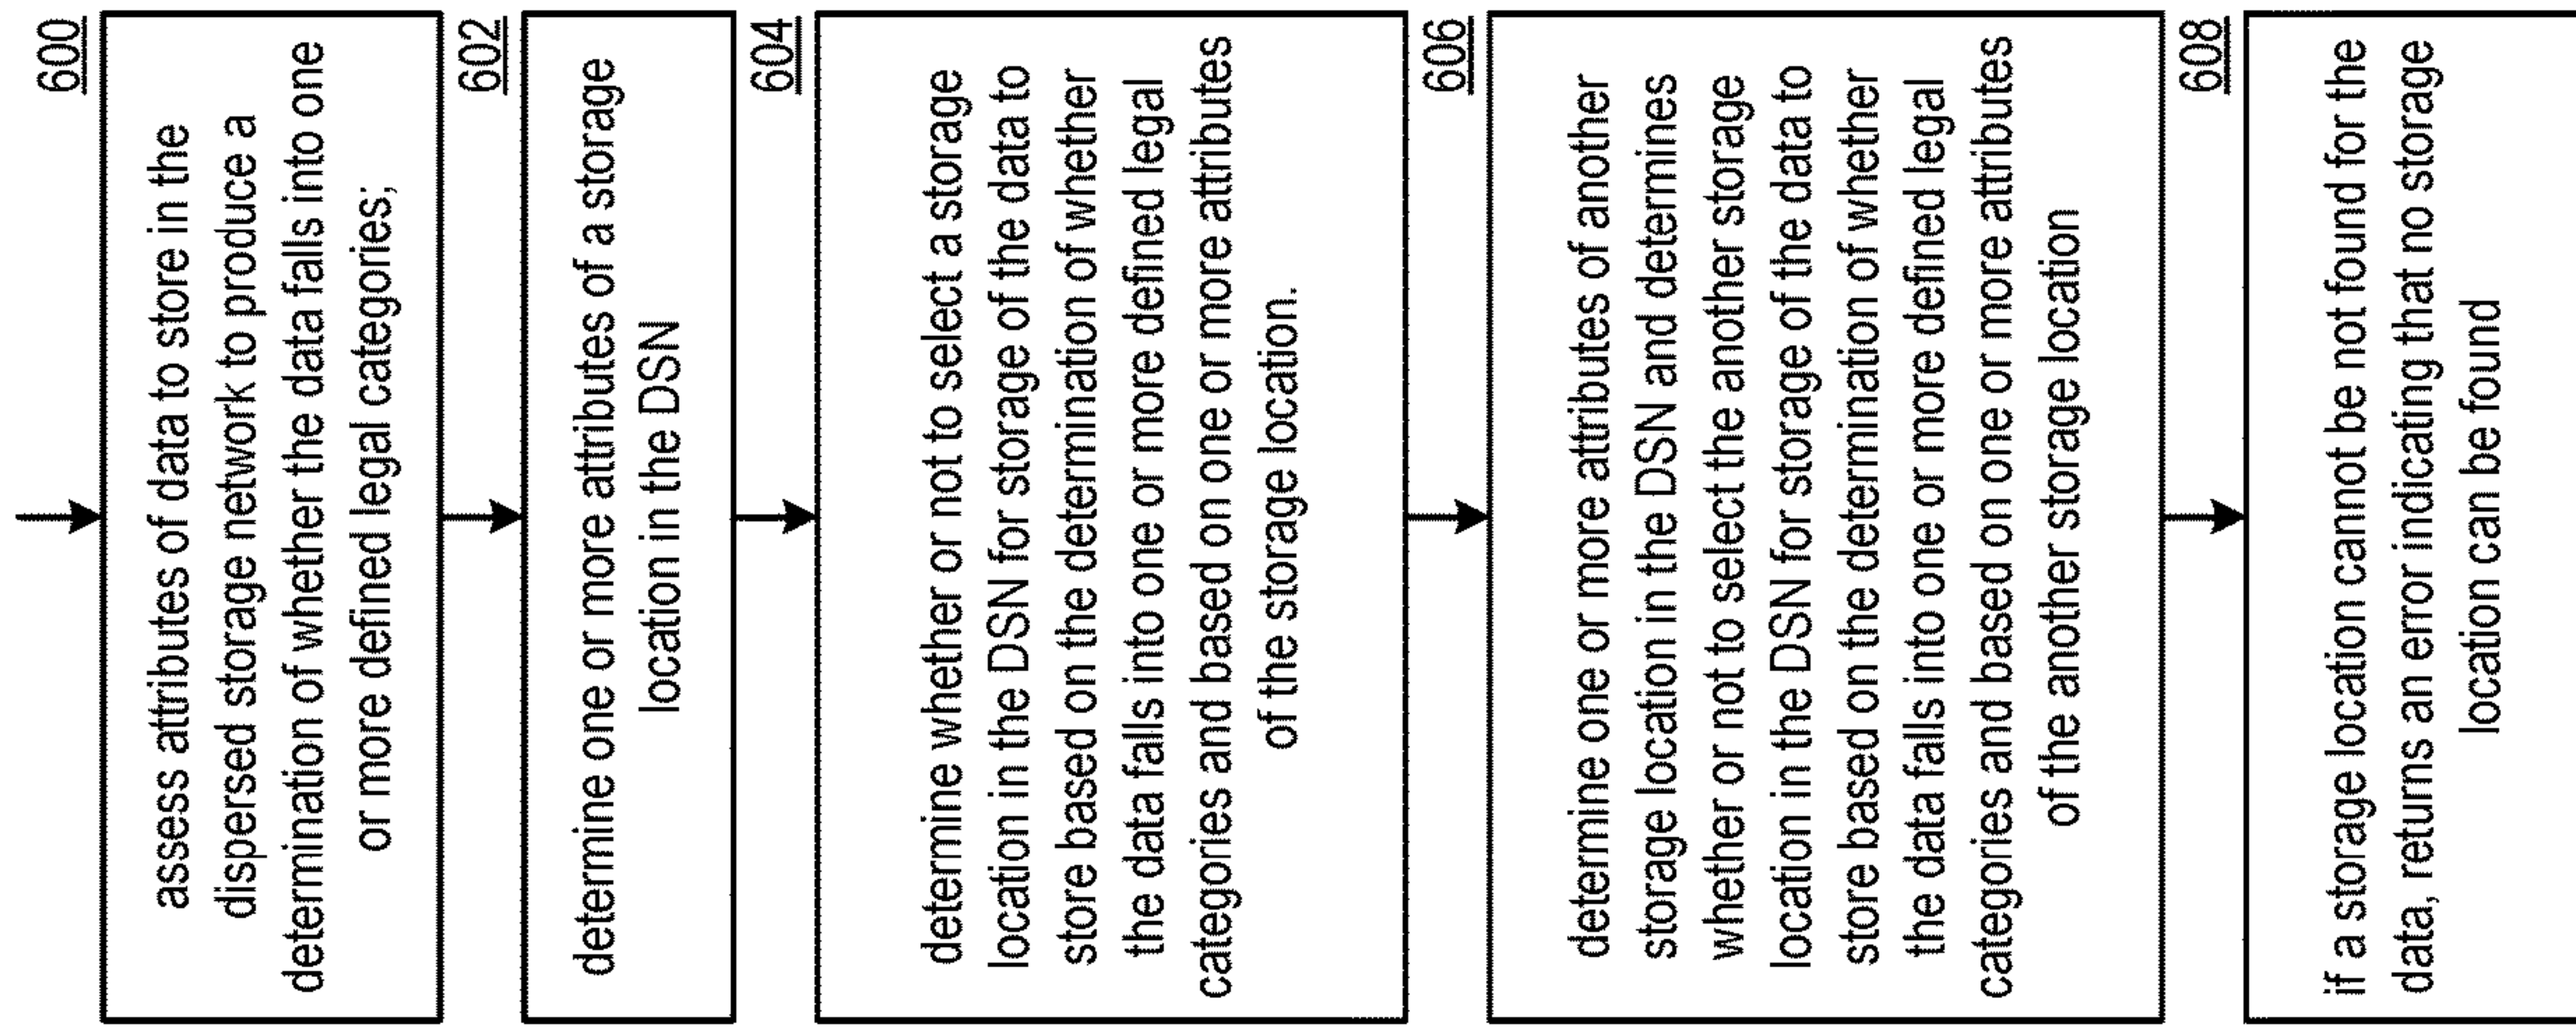 600
assess attributes of data to store in the
dispersed storage network to produce a
determination of whether the data falls into one
or more defined legal categories;
602
determine one or more attributes of a storage
location in the DSN
604
determine whether or not to select a storage
location in the DSN for storage of the data to
store based on the determination of whether
the data falls into one or more defined legal
categories and based on one or more attributes
of the storage location.
606
determine one or more attributes of another
storage location in the DSN and determines
whether or not to select the another storage
location in the DSN for storage of the data to
store based on the determination of whether
the data falls into one or more defined legal
categories and based on one or more attributes
of the another storage location
608
if a storage location cannot be not found for the
data, returns an error indicating that no storage
location can be found